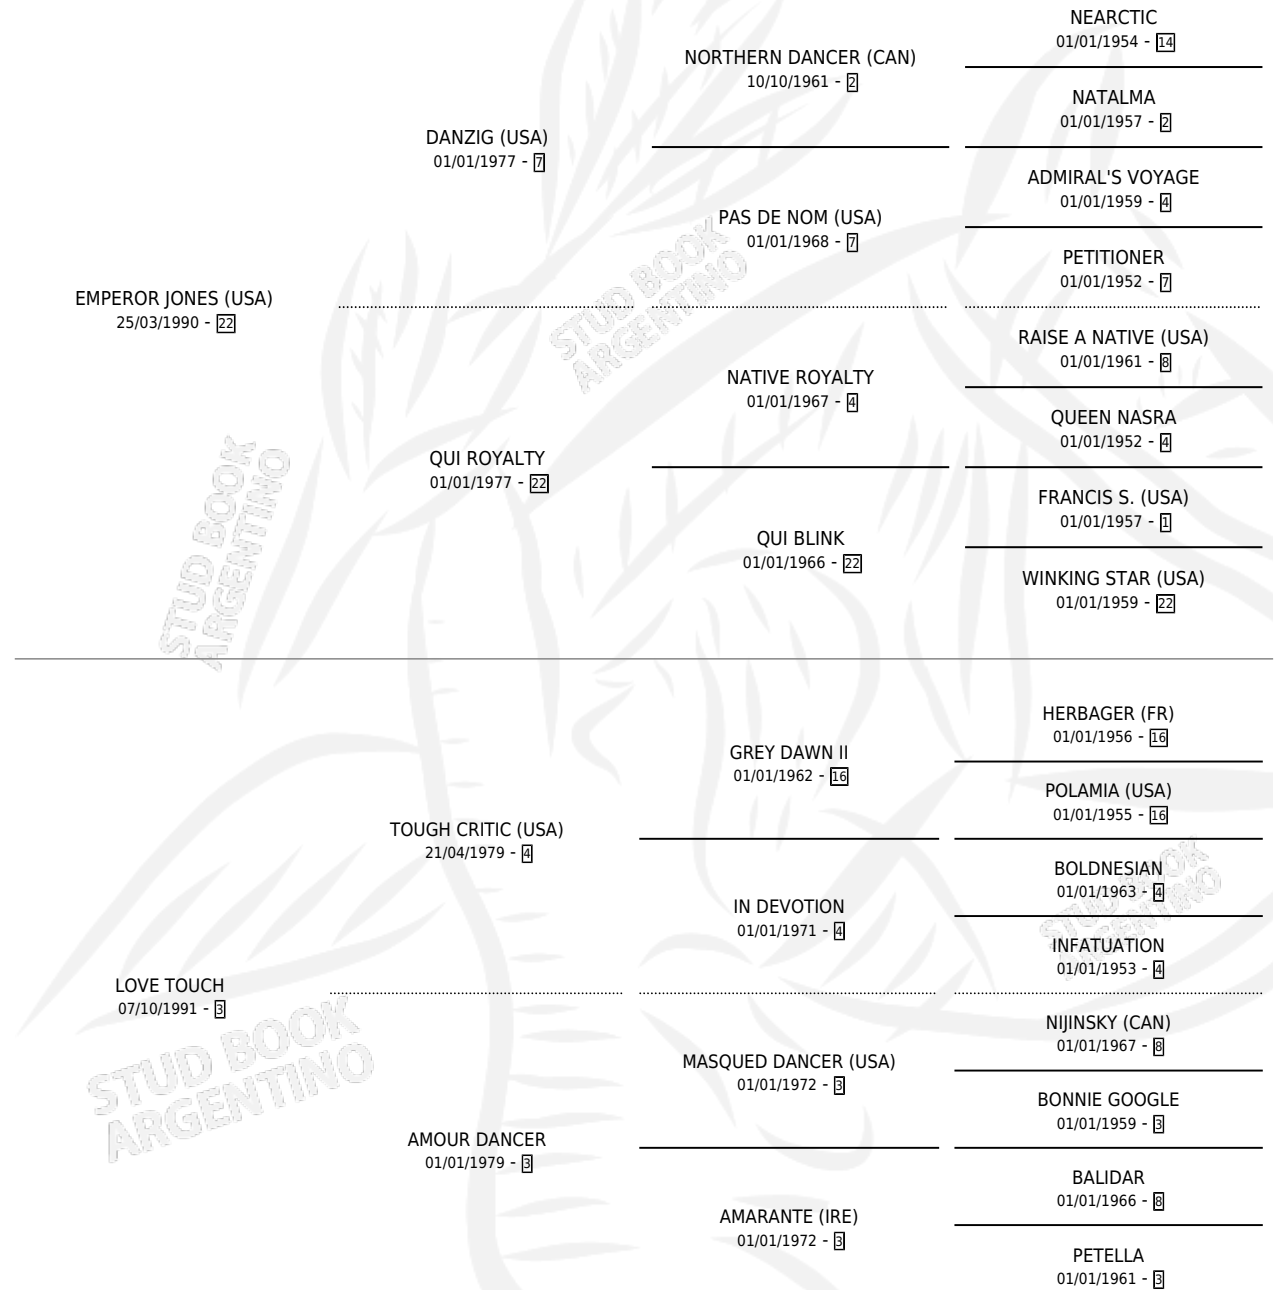 NEARCTIC
01/01/1954 - 14
NORTHERN DANCER (CAN)
10/10/1961 - 2
NATALMA
01/01/1957 - 2
DANZIG (USA)
01/01/1977 - 7
ADMIRAL'S VOYAGE
01/01/1959 - 4
PAS DE NOM (USA)
01/01/1968 - 7
PETITIONER
01/01/1952 - 7
EMPEROR JONES (USA)
25/03/1990 - 22
RAISE A NATIVE (USA)
01/01/1961 - 8
NATIVE ROYALTY
01/01/1967 - 4
QUEEN NASRA
01/01/1952 - 4
QUI ROYALTY
01/01/1977 - 22
FRANCIS S. (USA)
01/01/1957 - 1
QUI BLINK
01/01/1966 - 22
WINKING STAR (USA)
01/01/1959 - 22
HERBAGER (FR)
01/01/1956 - 16
GREY DAWN II
01/01/1962 - 16
POLAMIA (USA)
01/01/1955 - 16
TOUGH CRITIC (USA)
21/04/1979 - 4
BOLDNESIAN
01/01/1963 - 4
IN DEVOTION
01/01/1971 - 4
INFATUATION
01/01/1953 - 4
LOVE TOUCH
07/10/1991 - 3
NIJINSKY (CAN)
01/01/1967 - 8
MASQUED DANCER (USA)
01/01/1972 - 3
BONNIE GOOGLE
01/01/1959 - 3
AMOUR DANCER
01/01/1979 - 3
BALIDAR
01/01/1966 - 8
AMARANTE (IRE)
01/01/1972 - 3
PETELLA
01/01/1961 - 3
STUD BOOK
ARGENTINO
STUD BOOK
ARGENTINO
STUD BOOK
ARGENTINO
STUD BOOK
ARGENTINO